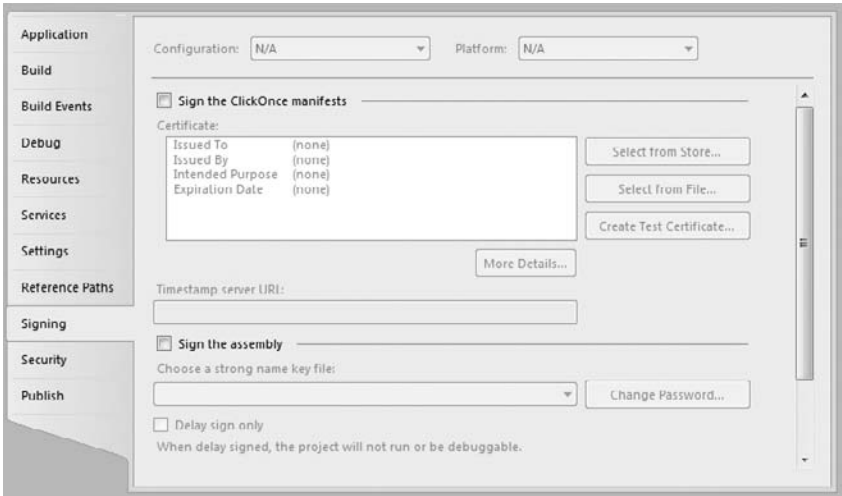 Application
Build
Build Events
Debug
Resources
Services
Settings
Reference Paths
Signing
Security
Publish
Configuration: N/A Platform: N/A
Sign the ClickOnce manifests
Certificate:
Issued To (none)
Issued By (none)
Intended Purpose (none)
Expiration Date (none)
Select from Store...
Select from File...
Create Test Certificate...
More Details...
Timestamp server URL:
Sign the assembly
Choose a strong name key file:
Change Password...
Delay sign only
When delay signed, the project will not run or be debuggable.